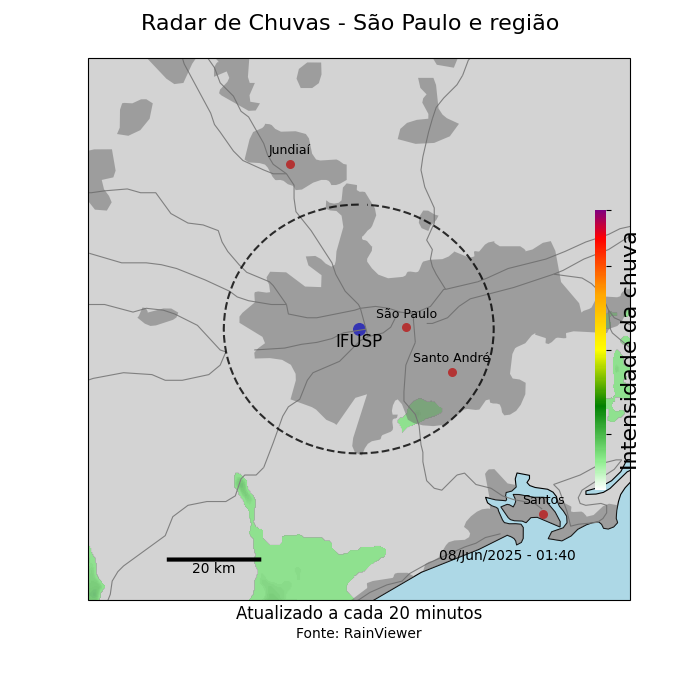 Radar de Chuvas - São Paulo e região
Jundiaí
São Paulo
IFUSP
Santo André
Intensidade da chuva
Santos
08/Jun/2025 - 01:40
20 km
Atualizado a cada 20 minutos
Fonte: RainViewer